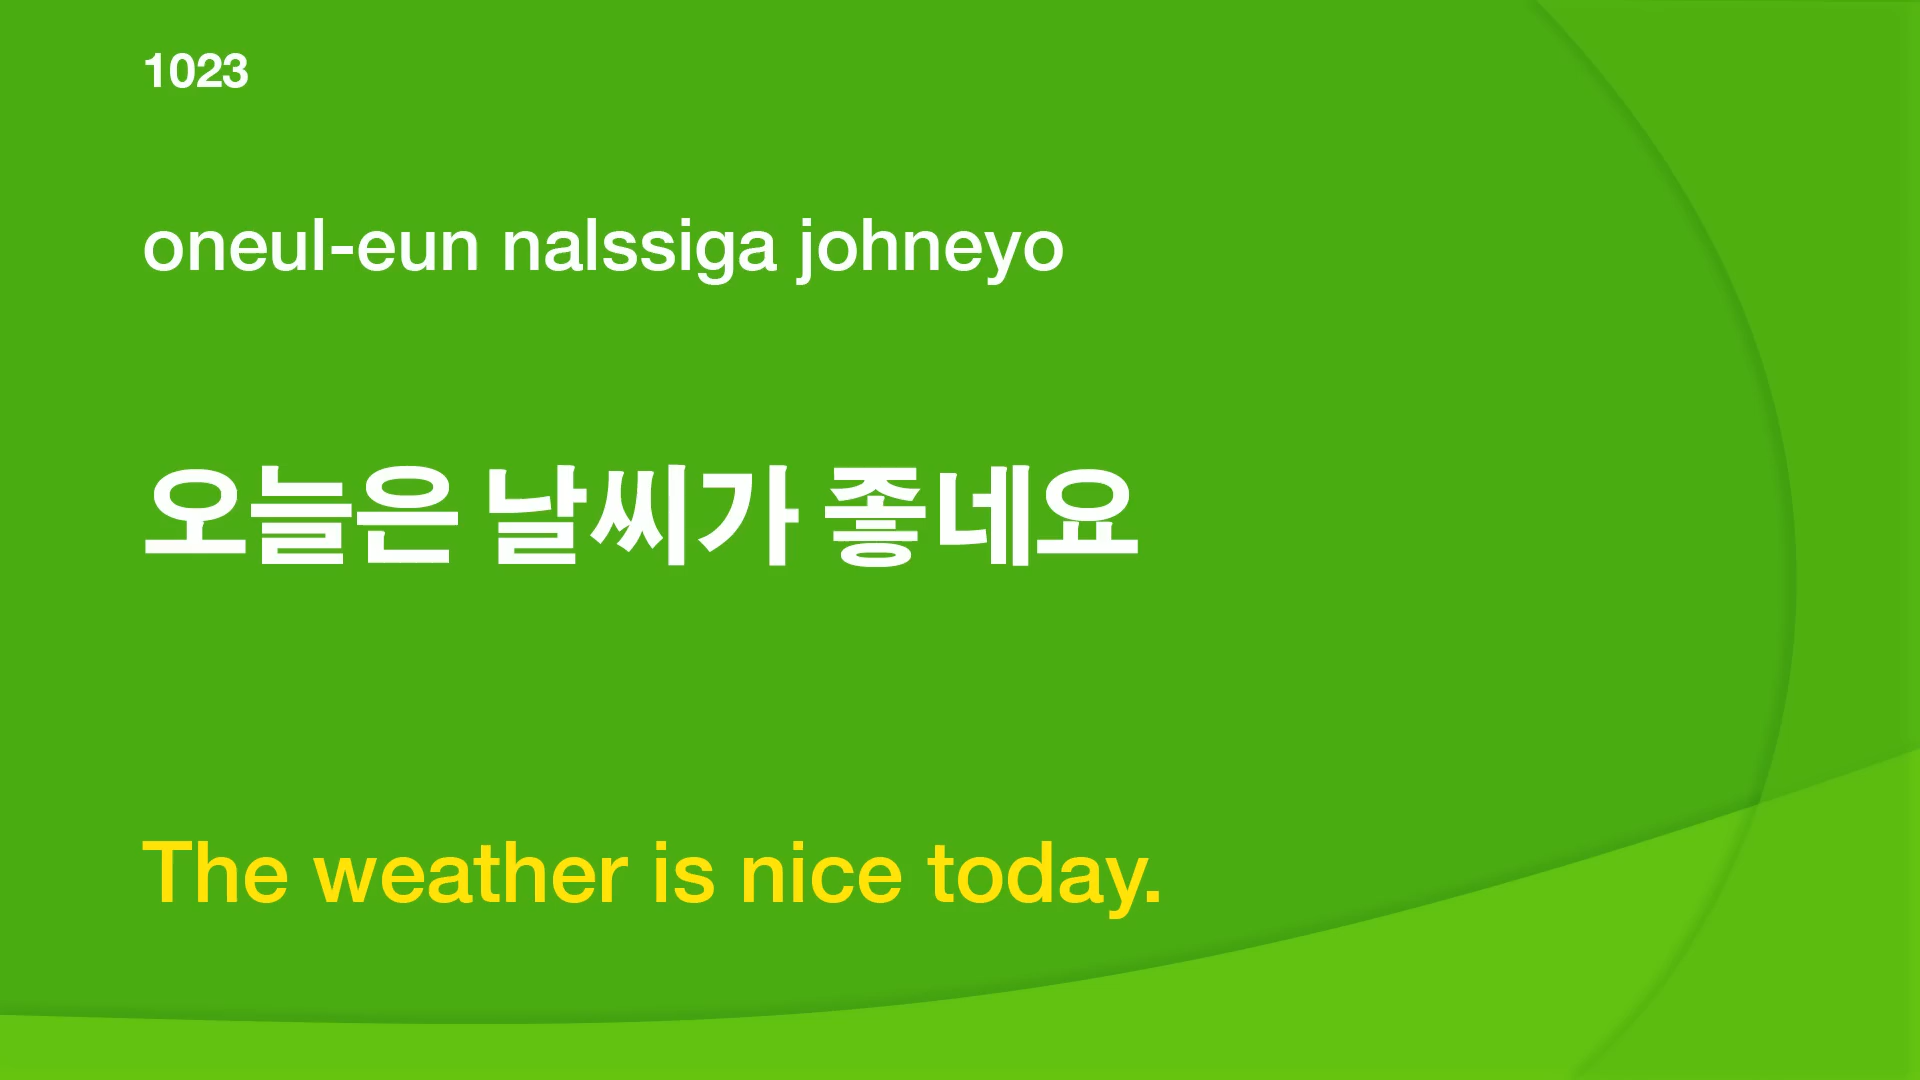 1023
oneul-eun nalssiga johneyo
오늘은 날씨가 좋네요
The weather is nice today.